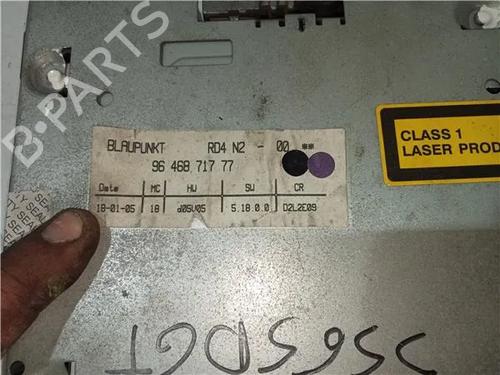 B-PARTS
BLAUPUNKT RD4 N2 - 00 **
96 468 717 77
Date MC HW SW CR
18-01-05 18 d05V05 5.18.0.0 D2L2E09
CLASS 1
LASER PROD